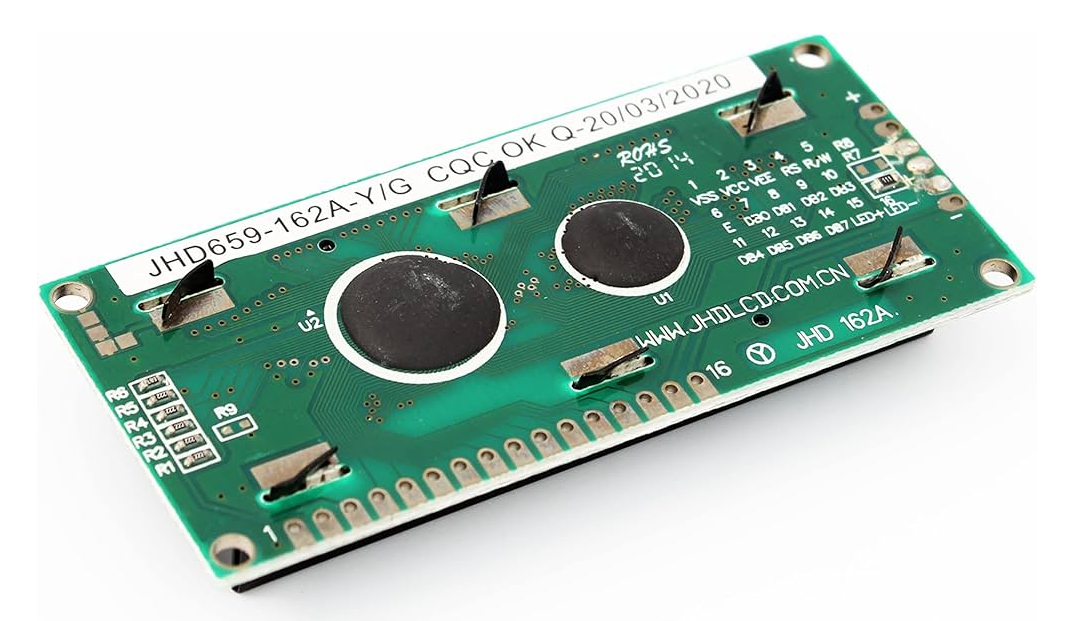 JHD659-162A-Y/G CQC OK Q-20/03/2020
ROHS
2014
1 2 3 4 5
VSS VCC VEE RS R/W
6 7 8 9 10
E DB0 DB1 DB2 DB3
11 12 13 14 15 16
DB4 DB5 DB6 DB7 LED+ LED-
R8
R7
+
-
U2
U1
WWW.JHDLCD.COM.CN
JHD 162A.
16
R6
R5
R4
R3
R2
R1
R9
1